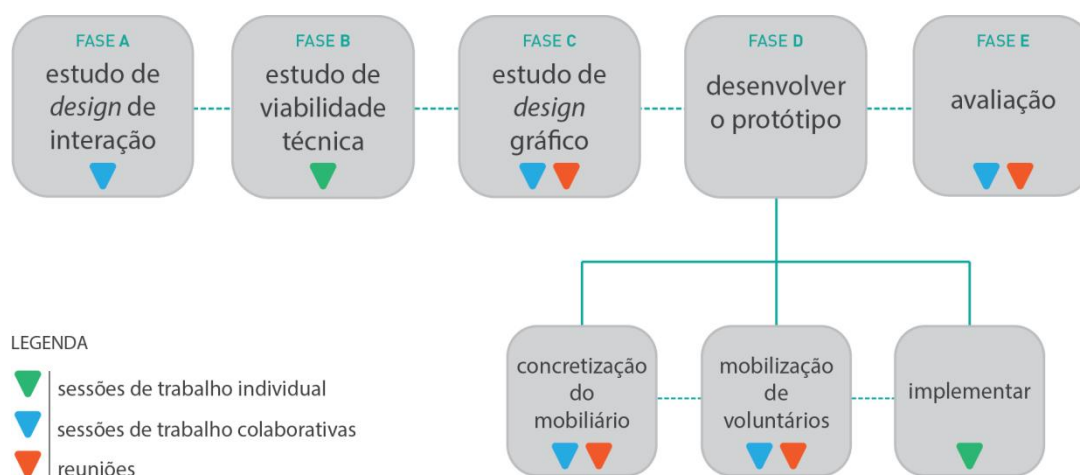 FASE A
estudo de
design de
interação
FASE B
estudo de
viabilidade
técnica
FASE C
estudo de
design
gráfico
FASE D
desenvolver
o protótipo
FASE E
avaliação
concretização
do
mobiliário
mobilização
de
voluntários
implementar
LEGENDA
sessões de trabalho individual
sessões de trabalho colaborativas
reuniões